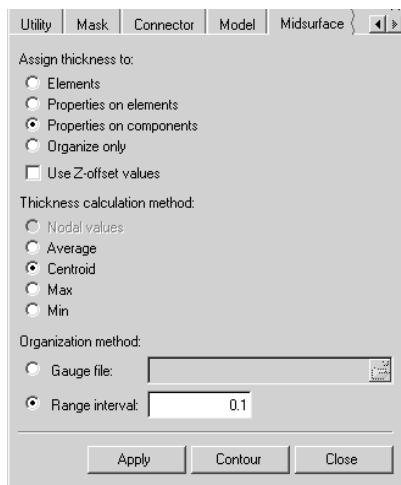 Utility Mask Connector Model Midsurface
Assign thickness to:
Elements
Properties on elements
Properties on components
Organize only
Use Z-offset values
Thickness calculation method:
Nodal values
Average
Centroid
Max
Min
Organization method:
Gauge file:
Range interval: 0.1
Apply Contour Close